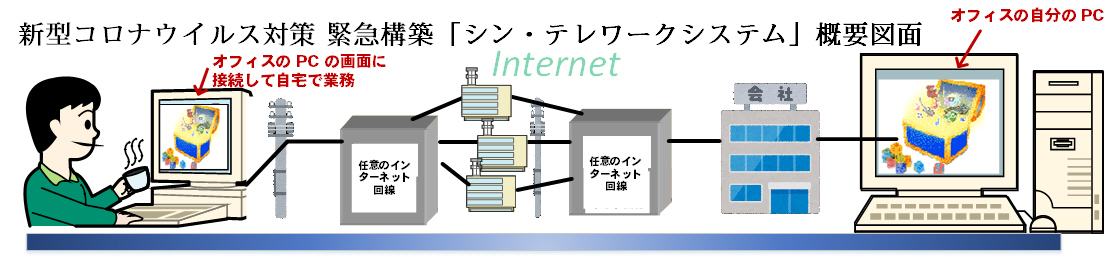 オフィスの自分のPC
新型コロナウイルス対策 緊急構築「シン・テレワークシステム」概要図面
オフィスのPCの画面に
接続して自宅で業務
Internet
任意のイン
ターネット
回線
任意のイン
ターネット
回線
会社